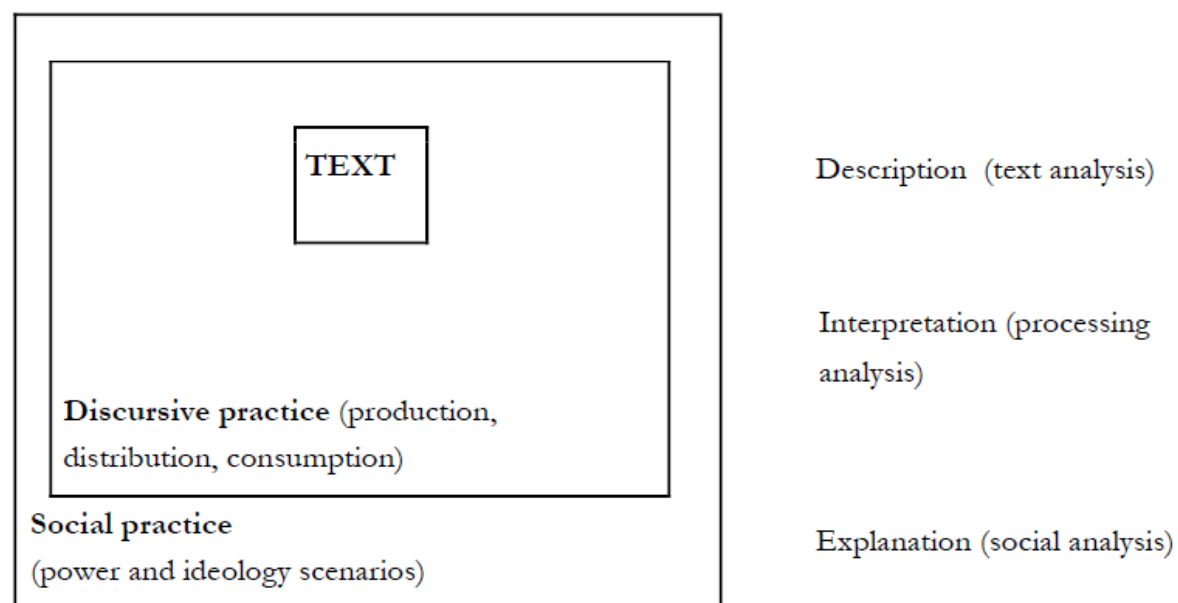 TEXT
Description (text analysis)
Interpretation (processing
analysis)
Discursive practice (production,
distribution, consumption)
Social practice
(power and ideology scenarios)
Explanation (social analysis)